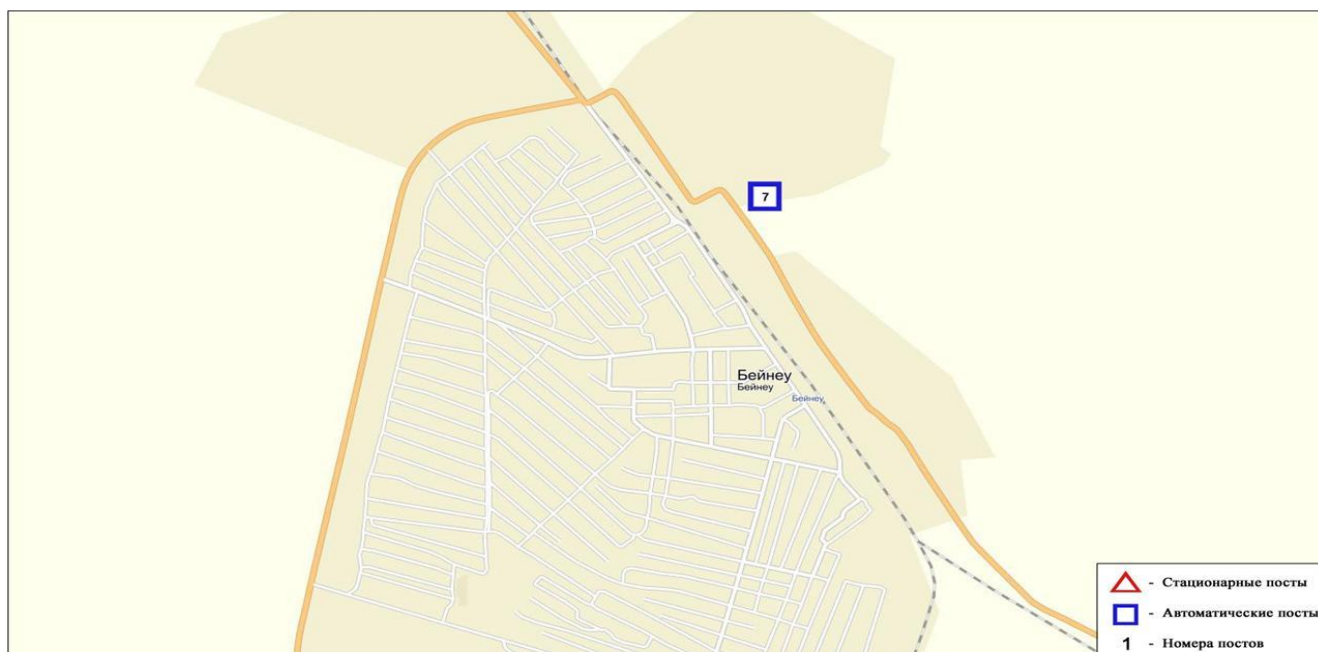 7
Бейнеу
Бейнеу
Бейнеу
- Стационарные посты
- Автоматические посты
1 - Номера постов